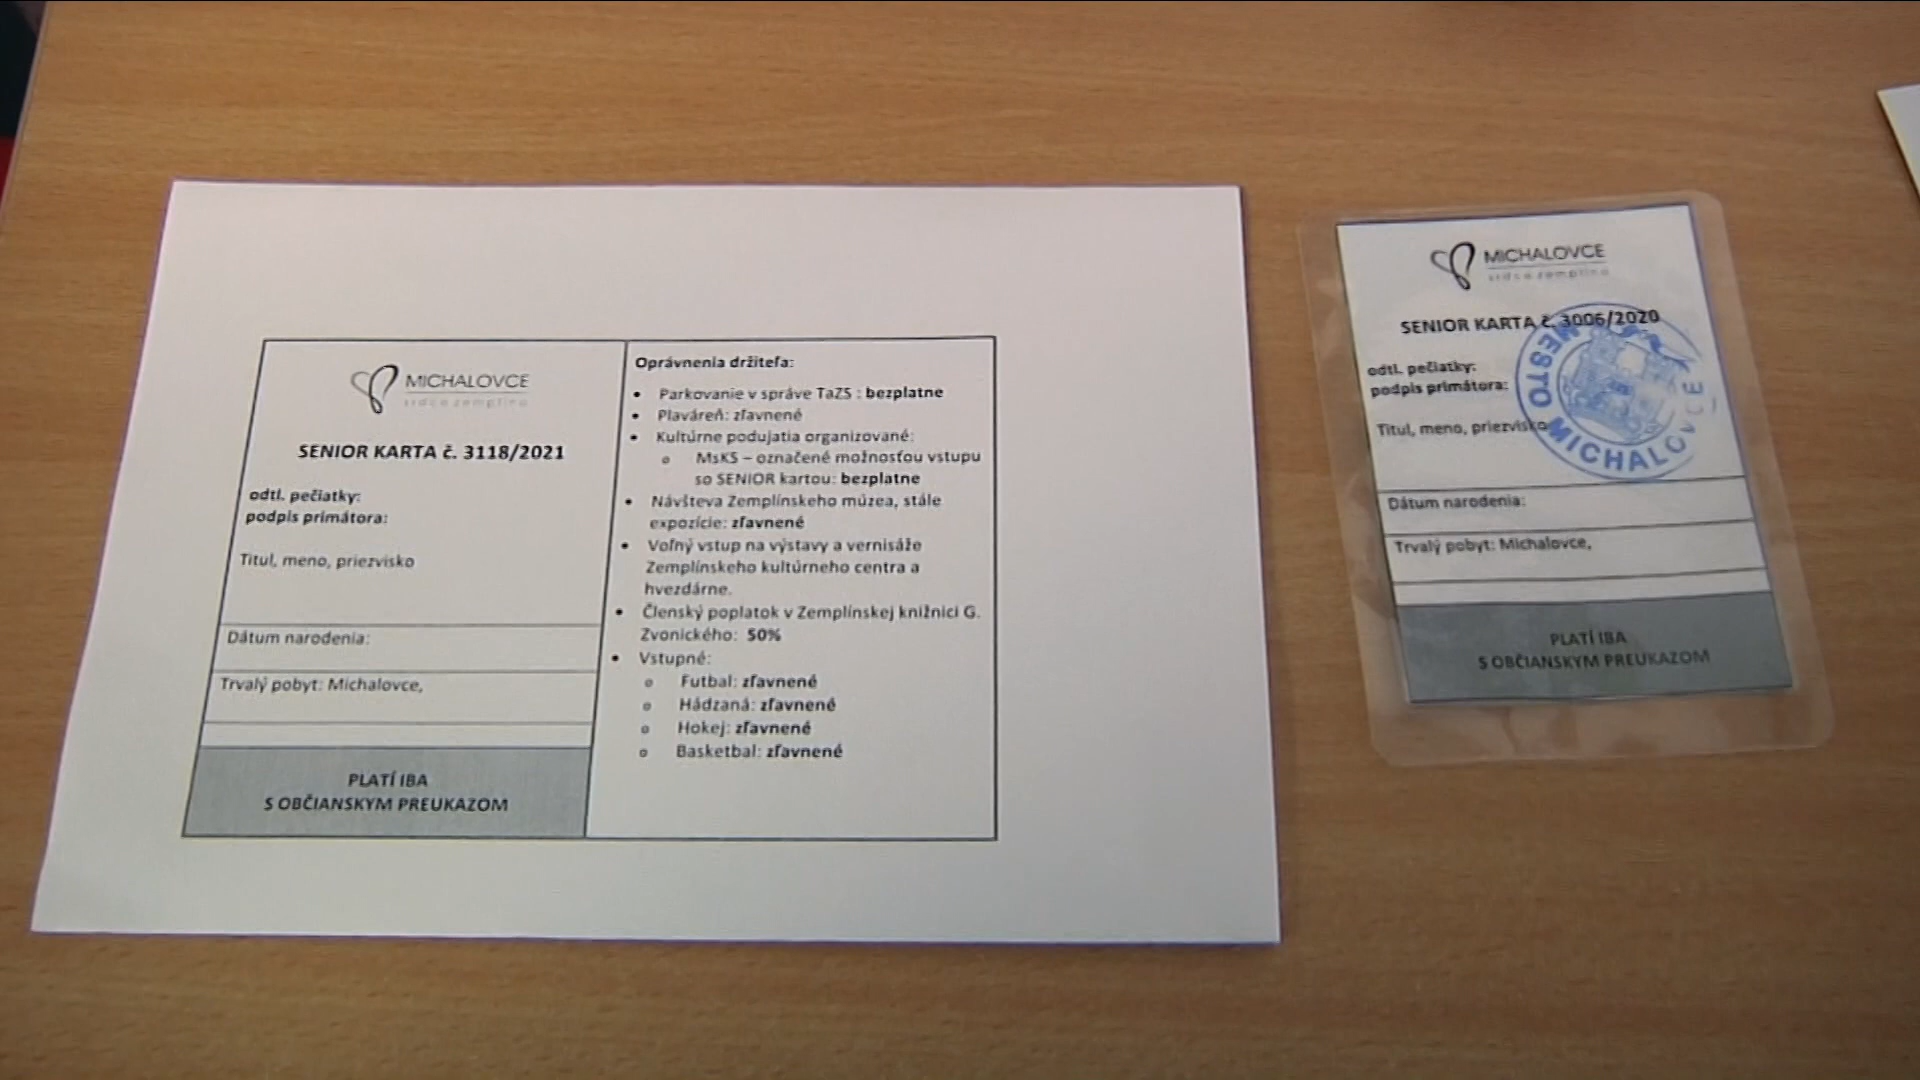 MICHALOVCE
srdce zemplína
SENIOR KARTA č. 3118/2021
odtl. pečiatky:
podpis primátora:
Titul, meno, priezvisko
Dátum narodenia:
Trvalý pobyt: Michalovce,
PLATÍ IBA
S OBČIANSKYM PREUKAZOM
Oprávnenia držiteľa:
• Parkovanie v správe TaZS : bezplatne
• Plaváreň: zľavnené
• Kultúrne podujatia organizované:
o MsKS – označené možnosťou vstupu
so SENIOR kartou: bezplatne
• Návšteva Zemplínskeho múzea, stále
expozície: zľavnené
• Voľný vstup na výstavy a vernisáže
Zemplínskeho kultúrneho centra a
hvezdárne.
• Členský poplatok v Zemplínskej knižnici G.
Zvonického: 50%
• Vstupné:
o Futbal: zľavnené
o Hádzaná: zľavnené
o Hokej: zľavnené
o Basketbal: zľavnené
MICHALOVCE
srdce zemplína
SENIOR KARTA č. 3006/2020
odtl. pečiatky:
podpis primátora:
Titul, meno, priezvisko
MESTO MICHALOVCE
Dátum narodenia:
Trvalý pobyt: Michalovce,
PLATÍ IBA
S OBČIANSKYM PREUKAZOM